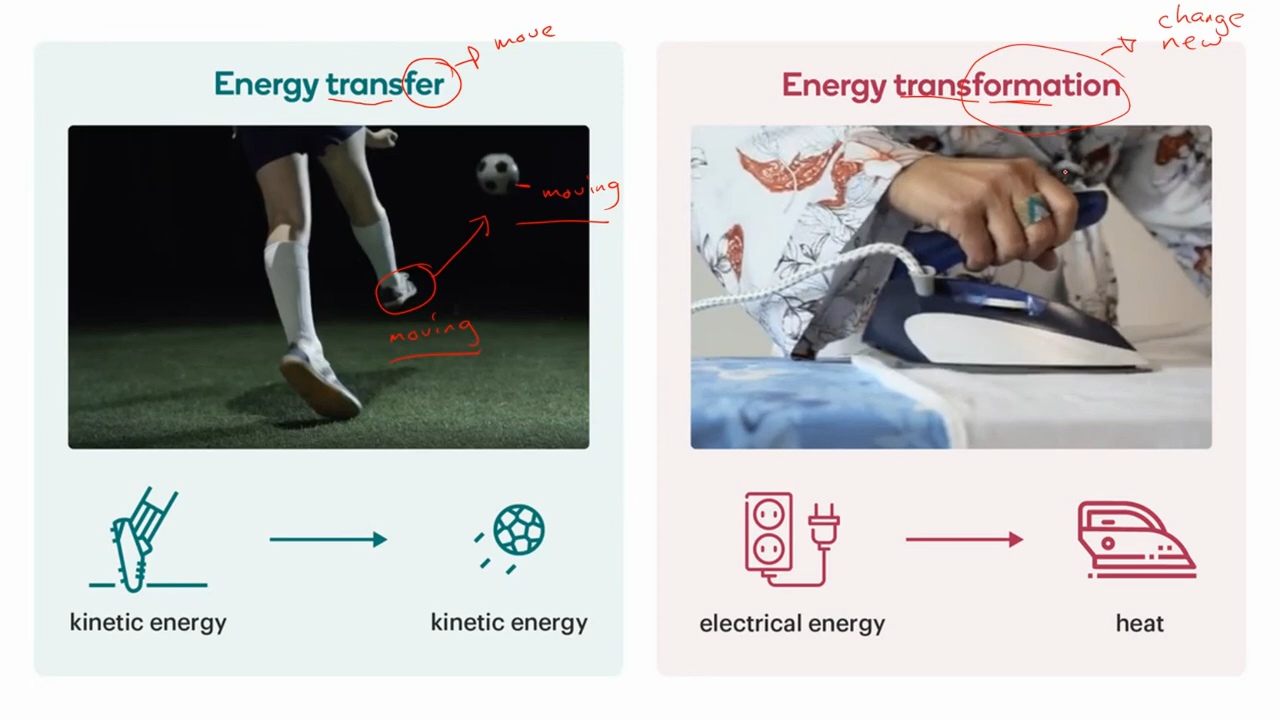 Energy transfer
move
moving
moving
kinetic energy
kinetic energy
change
new
Energy transformation
electrical energy
heat